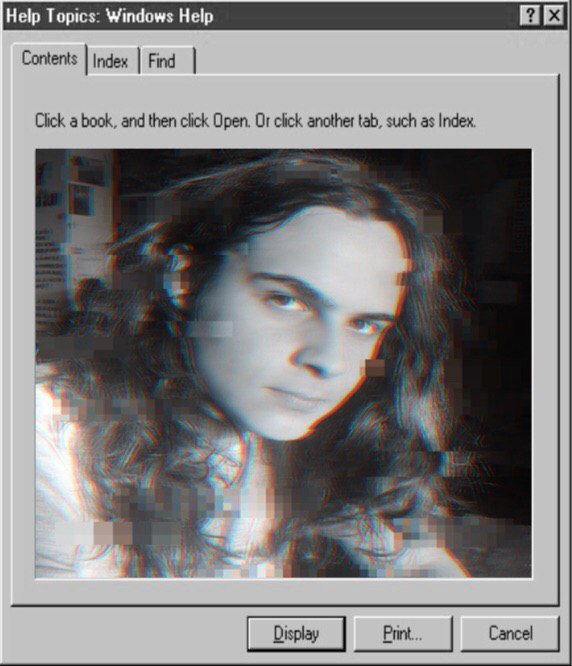 Help Topics: Windows Help
Contents Index Find
Click a book, and then click Open. Or click another tab, such as Index.
Display Print... Cancel